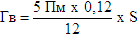 Гв = (5 Пм x 0,12) / 12 x S